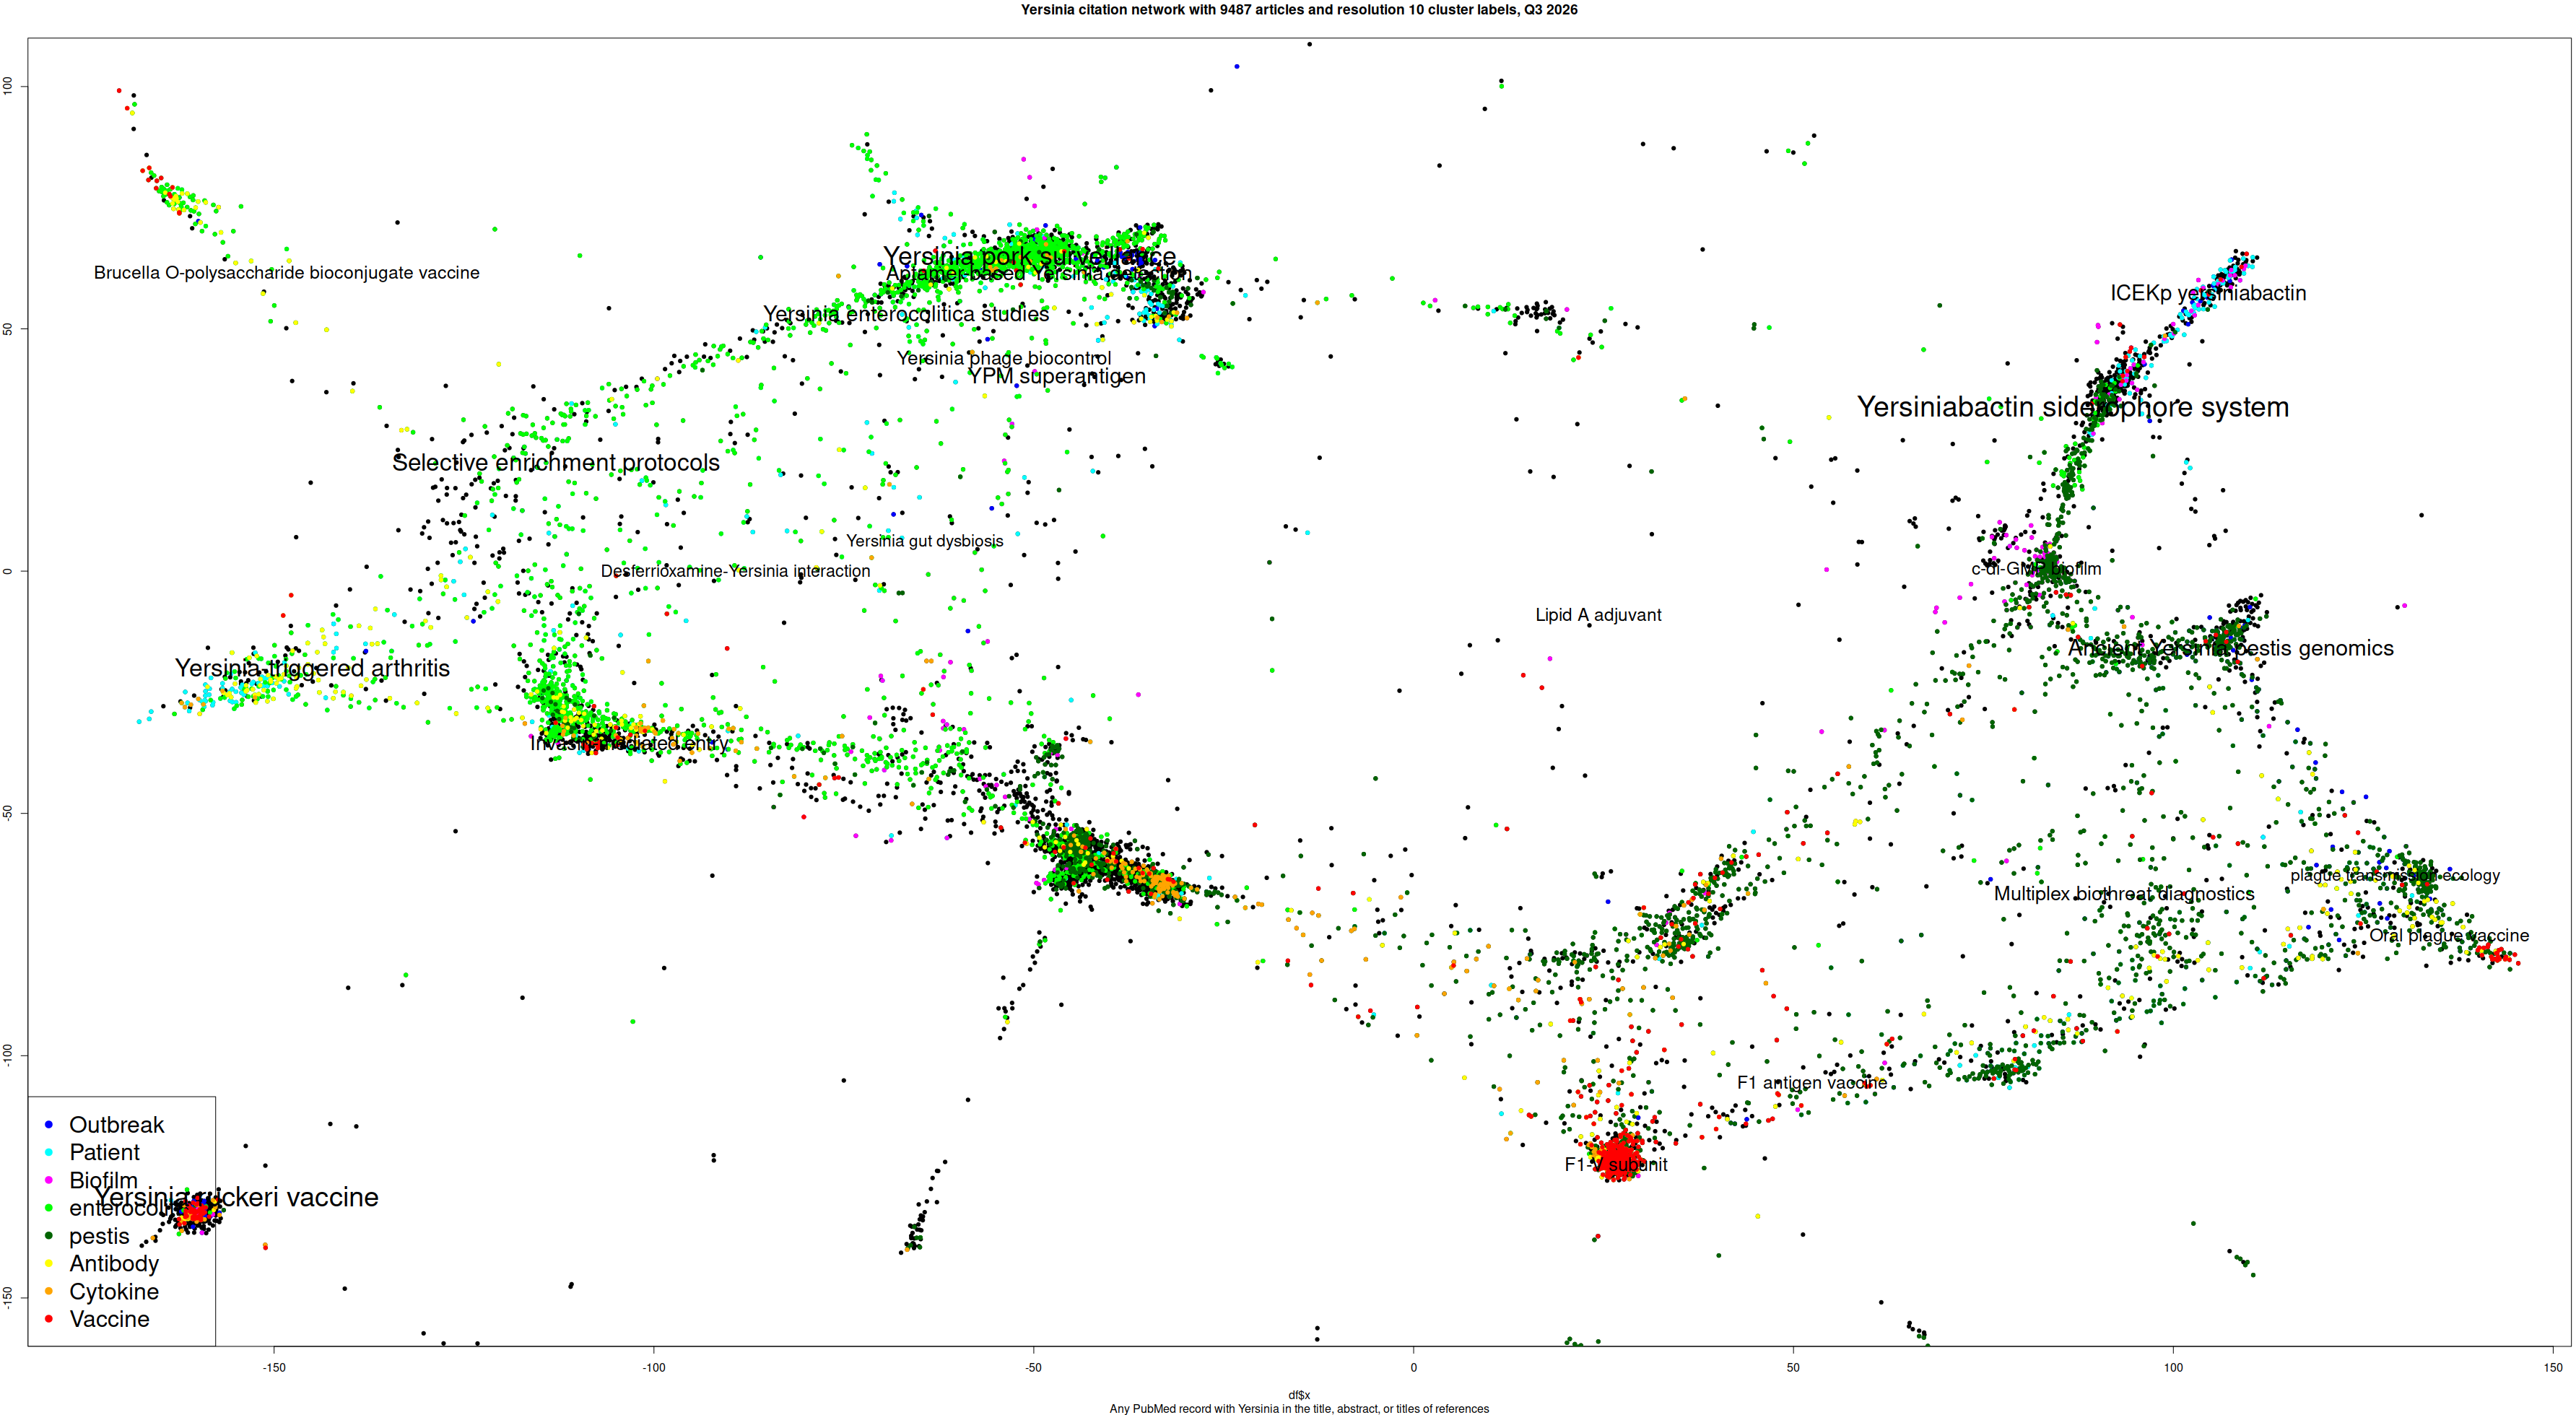 Yersinia citation network with 9487 articles and resolution 10 cluster labels, Q3 2026
100
50
0
-50
-100
-150
Brucella O-polysaccharide bioconjugate vaccine
Yersinia pork surveillance
Aptamer-based Yersinia detection
Yersinia enterocolitica studies
Yersinia phage biocontrol
YPM superantigen
ICEKp yersiniabactin
Yersiniabactin siderophore system
Selective enrichment protocols
Yersinia gut dysbiosis
Desferrioxamine-Yersinia interaction
c-di-GMP biofilm
Lipid A adjuvant
Ancient Yersinia pestis genomics
Yersinia-triggered arthritis
Invasin-mediated entry
plague transmission ecology
Multiplex biothreat diagnostics
Oral plague vaccine
F1 antigen vaccine
F1-V subunit
Yersinia ruckeri vaccine
Outbreak
Patient
Biofilm
enterocolitica
pestis
Antibody
Cytokine
Vaccine
-150
-100
-50
0
50
100
150
df$x
Any PubMed record with Yersinia in the title, abstract, or titles of references